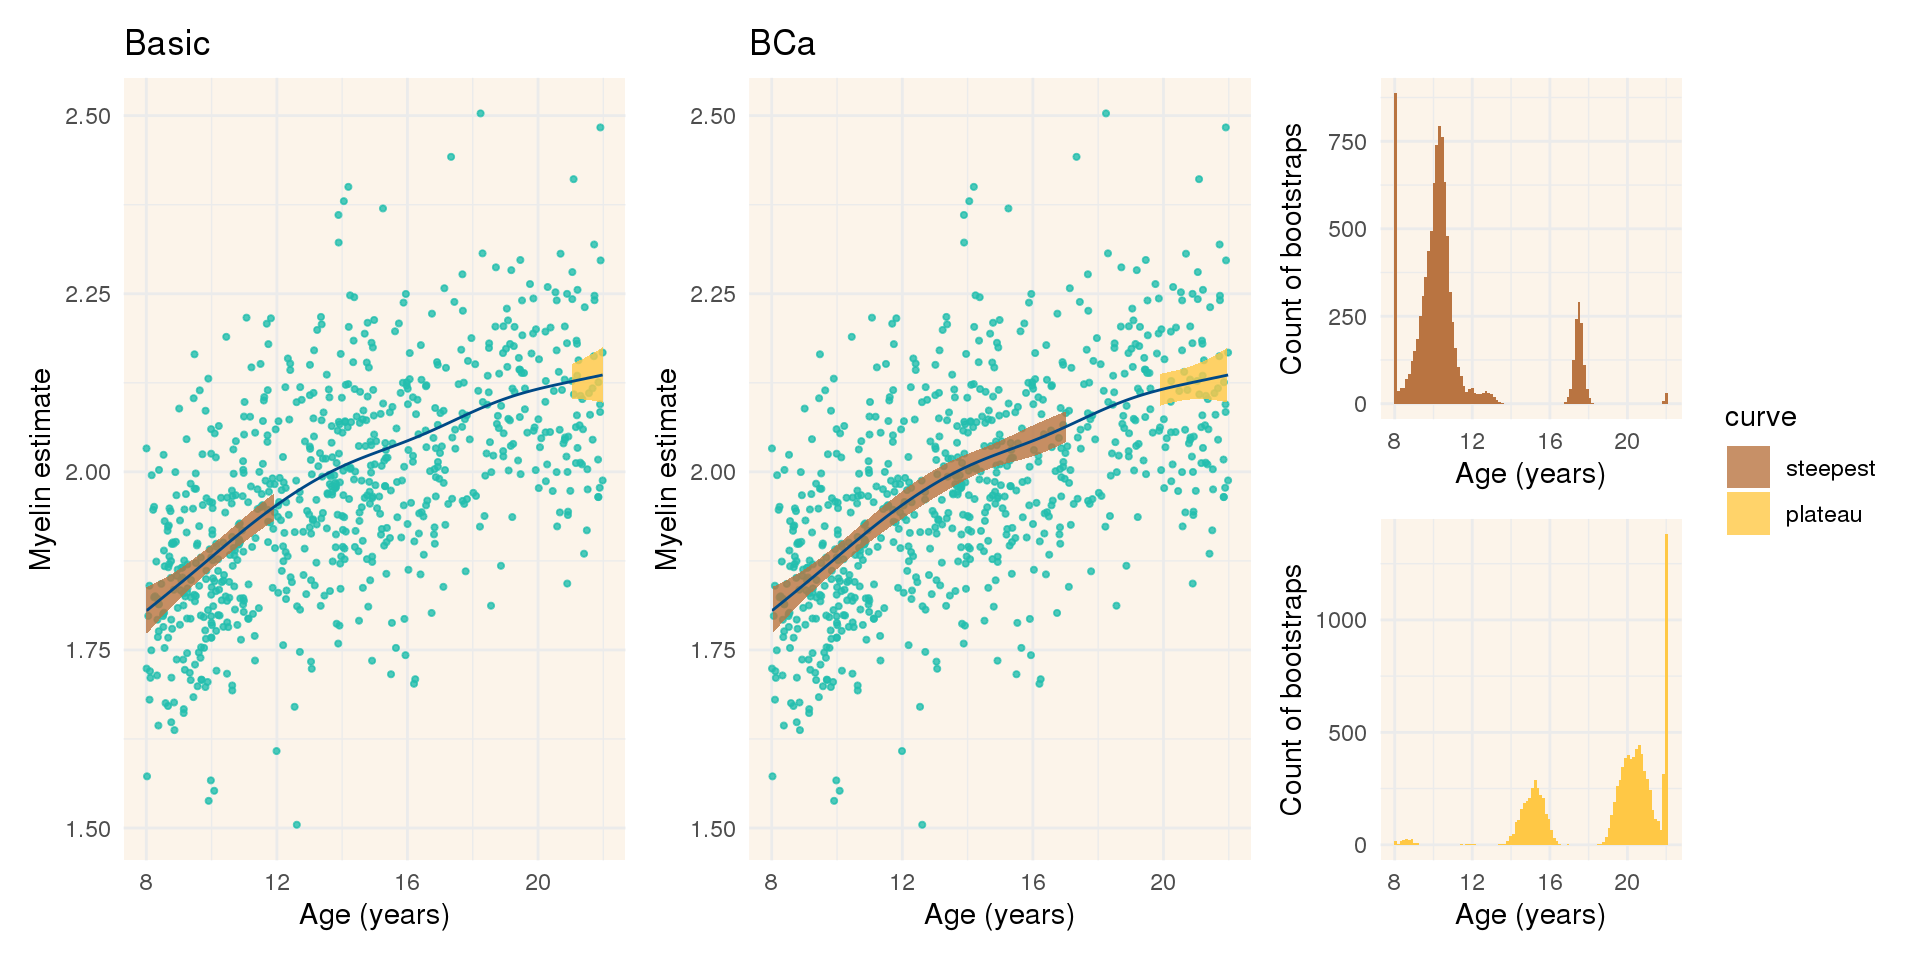 Basic
Myelin estimate
2.50
2.25
2.00
1.75
1.50
8 12 16 20
Age (years)
BCa
Myelin estimate
2.50
2.25
2.00
1.75
1.50
8 12 16 20
Age (years)
Count of bootstraps
750
500
250
0
8 12 16 20
Age (years)
Count of bootstraps
1000
500
0
8 12 16 20
Age (years)
curve
steepest
plateau